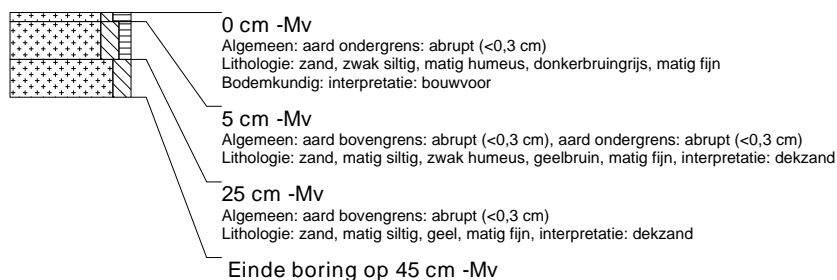 0 cm -Mv
Algemeen: aard ondergrens: abrupt (<0,3 cm)
Lithologie: zand, zwak siltig, matig humeus, donkerbruingrijs, matig fijn
Bodemkundig: interpretatie: bouwvoor
5 cm -Mv
Algemeen: aard bovengrens: abrupt (<0,3 cm), aard ondergrens: abrupt (<0,3 cm)
Lithologie: zand, matig siltig, zwak humeus, geelbruin, matig fijn, interpretatie: dekzand
25 cm -Mv
Algemeen: aard bovengrens: abrupt (<0,3 cm)
Lithologie: zand, matig siltig, geel, matig fijn, interpretatie: dekzand
Einde boring op 45 cm -Mv